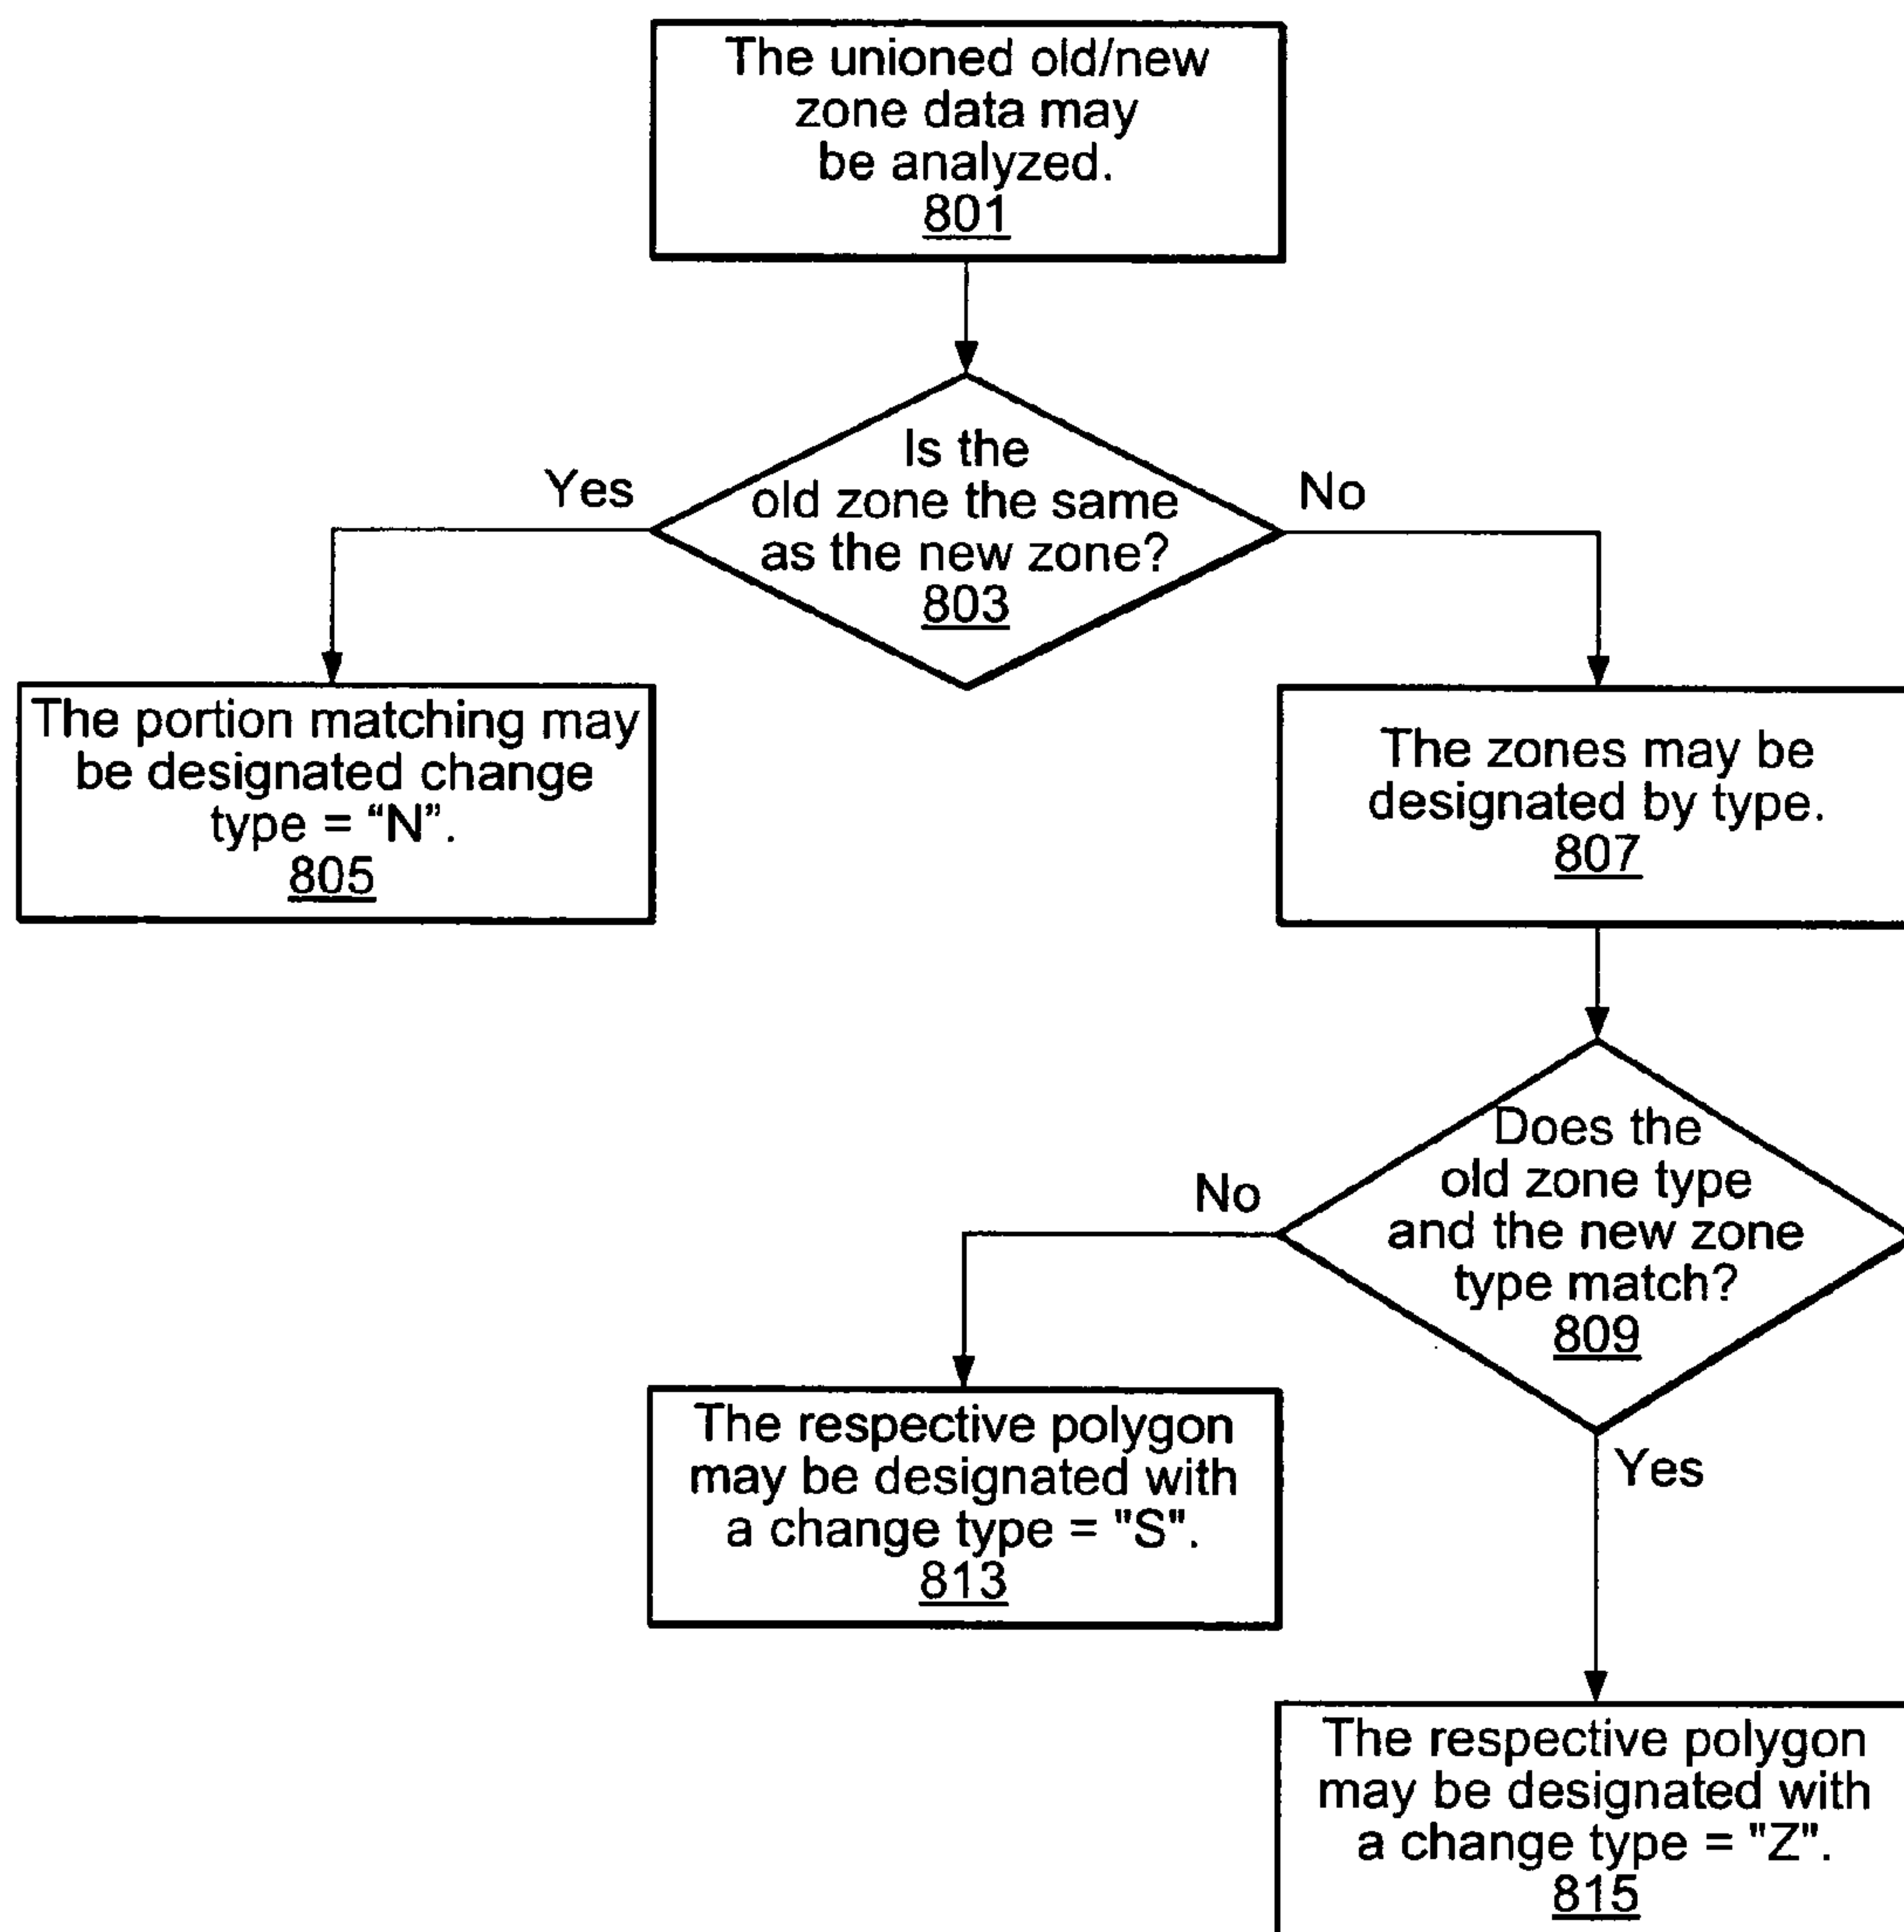 The unioned old/new
zone data may
be analyzed.
801
Is the
old zone the same
as the new zone?
803
Yes
No
The portion matching may
be designated change
type = “N”.
805
The zones may be
designated by type.
807
Does the
old zone type
and the new zone
type match?
809
No
Yes
The respective polygon
may be designated with
a change type = "S".
813
The respective polygon
may be designated with
a change type = "Z".
815